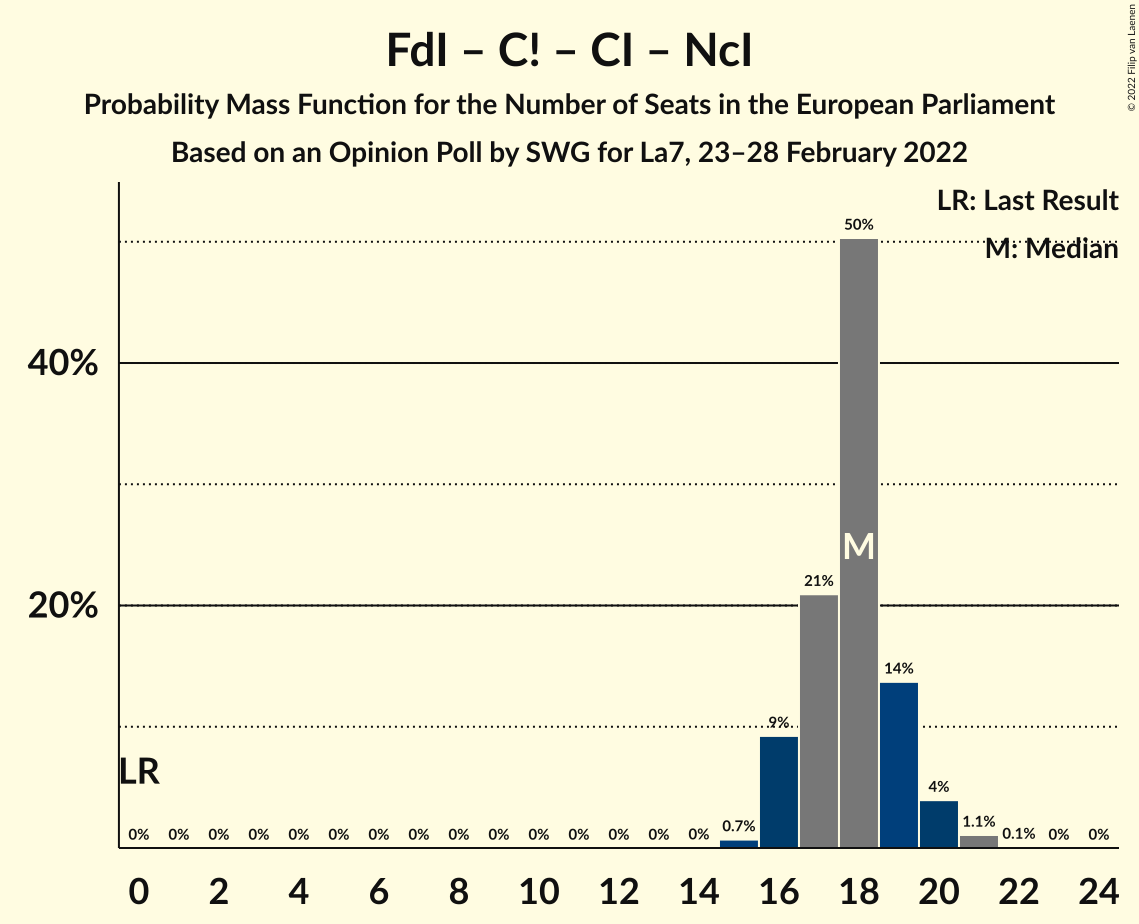 FdI – C! – CI – NcI
Probability Mass Function for the Number of Seats in the European Parliament
Based on an Opinion Poll by SWG for La7, 23–28 February 2022
© 2022 Filip van Laenen
LR: Last Result
M: Median
50%
40%
M
21%
20%
14%
9%
LR
4%
0% 0% 0% 0% 0% 0% 0% 0% 0% 0% 0% 0% 0% 0% 0% 0.7% 1.1% 0.1% 0% 0%
0 2 4 6 8 10 12 14 16 18 20 22 24